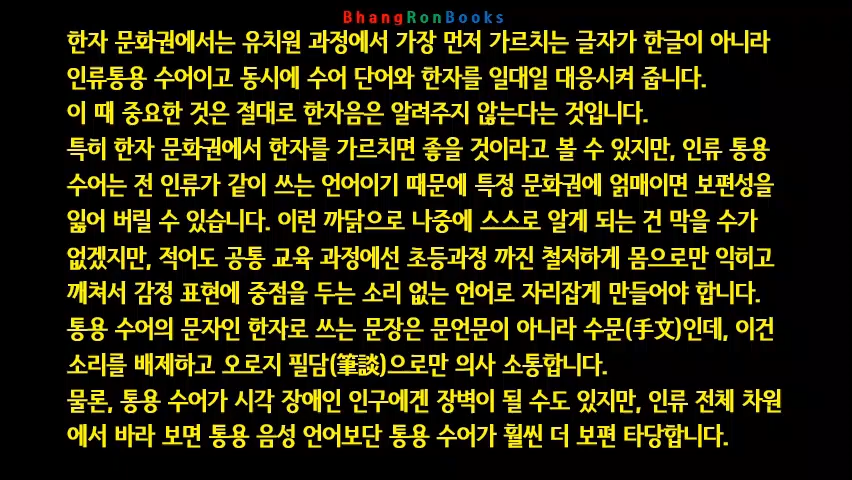 BhangRonBooks
한자 문화권에서는 유치원 과정에서 가장 먼저 가르치는 글자가 한글이 아니라
인류통용 수어이고 동시에 수어 단어와 한자를 일대일 대응시켜 줍니다.
이 때 중요한 것은 절대로 한자음은 알려주지 않는다는 것입니다.
특히 한자 문화권에서 한자를 가르치면 좋을 것이라고 볼 수 있지만, 인류 통용
수어는 전 인류가 같이 쓰는 언어이기 때문에 특정 문화권에 얽매이면 보편성을
잃어 버릴 수 있습니다. 이런 까닭으로 나중에 스스로 알게 되는 건 막을 수가
없겠지만, 적어도 공통 교육 과정에선 초등과정 까진 철저하게 몸으로만 익히고
깨쳐서 감정 표현에 중점을 두는 소리 없는 언어로 자리잡게 만들어야 합니다.
통용 수어의 문자인 한자로 쓰는 문장은 문언문이 아니라 수문(手文)인데, 이건
소리를 배제하고 오로지 필담(筆談)으로만 의사 소통합니다.
물론, 통용 수어가 시각 장애인 인구에겐 장벽이 될 수도 있지만, 인류 전체 차원
에서 바라 보면 통용 음성 언어보단 통용 수어가 훨씬 더 보편 타당합니다.